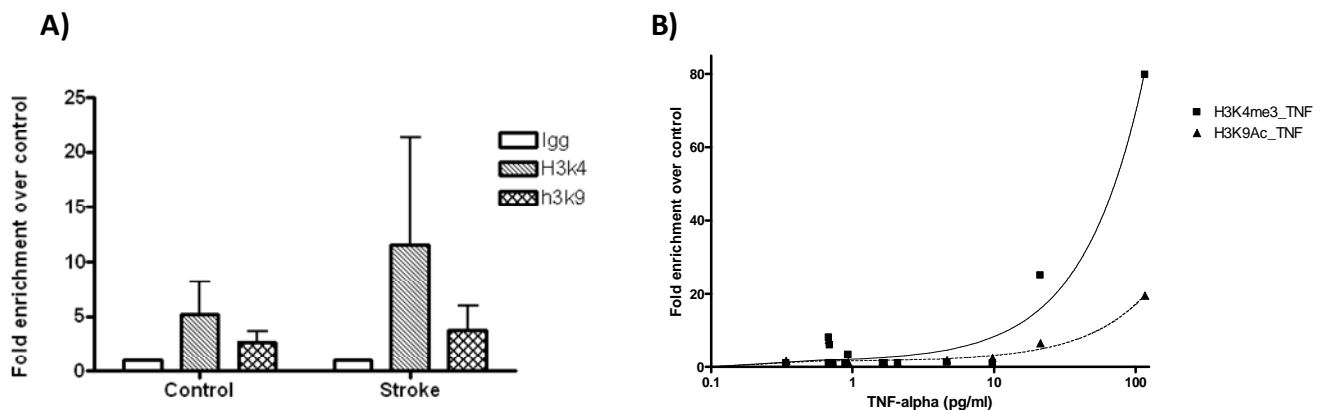 A)
Fold enrichment over control
25
20
15
10
5
0
Control
Stroke
Igg
H3k4
h3k9
B)
Fold enrichment over control
80
60
40
20
0
0.1
1
10
100
TNF-alpha (pg/ml)
H3K4me3_TNF
H3K9Ac_TNF